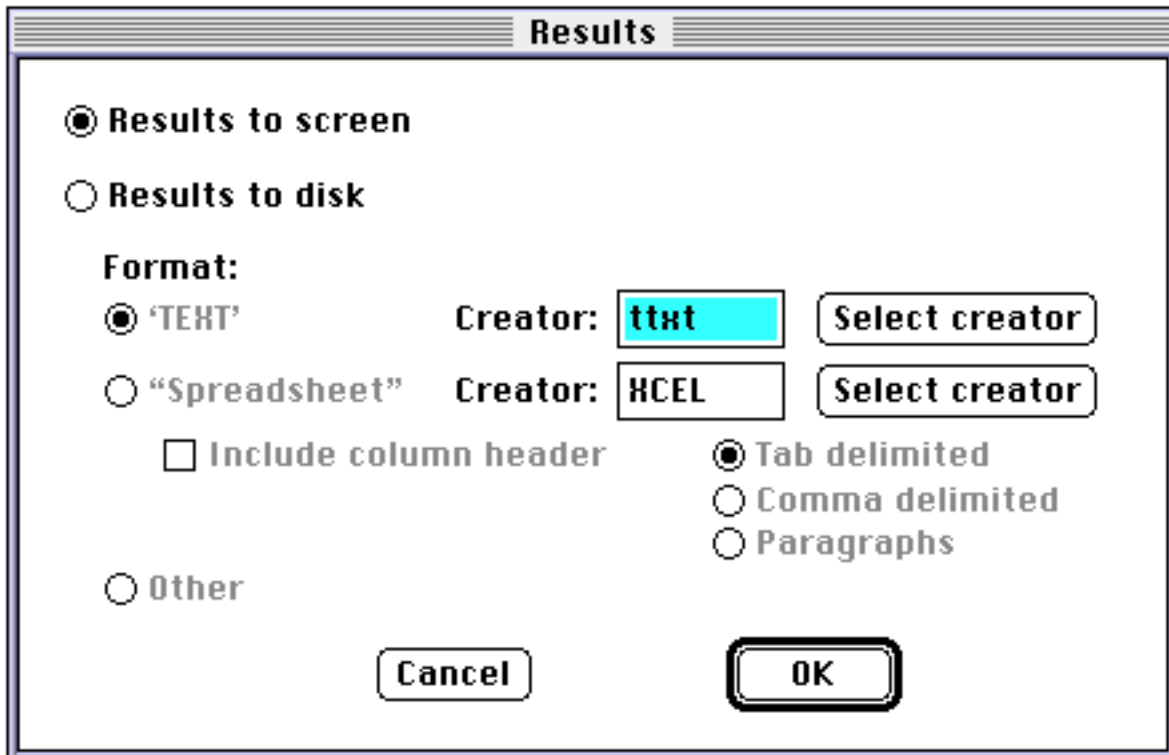 Results
Results to screen
Results to disk
Format:
‘TEXT’ Creator: ttxt Select creator
“Spreadsheet” Creator: XCEL Select creator
Include column header Tab delimited
Comma delimited
Paragraphs
Other
Cancel OK